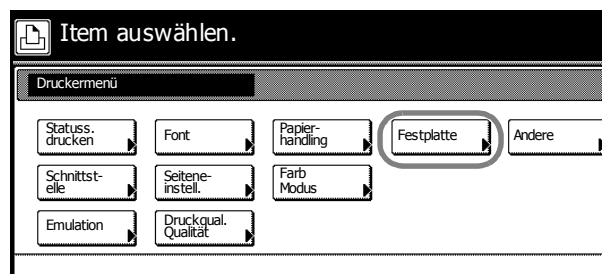 Item auswählen.
Druckermenü
Statuss.
drucken
Font
Papier-
handling
Festplatte
Andere
Schnittst-
elle
Seitene-
instell.
Farb
Modus
Emulation
Druckqual.
Qualität